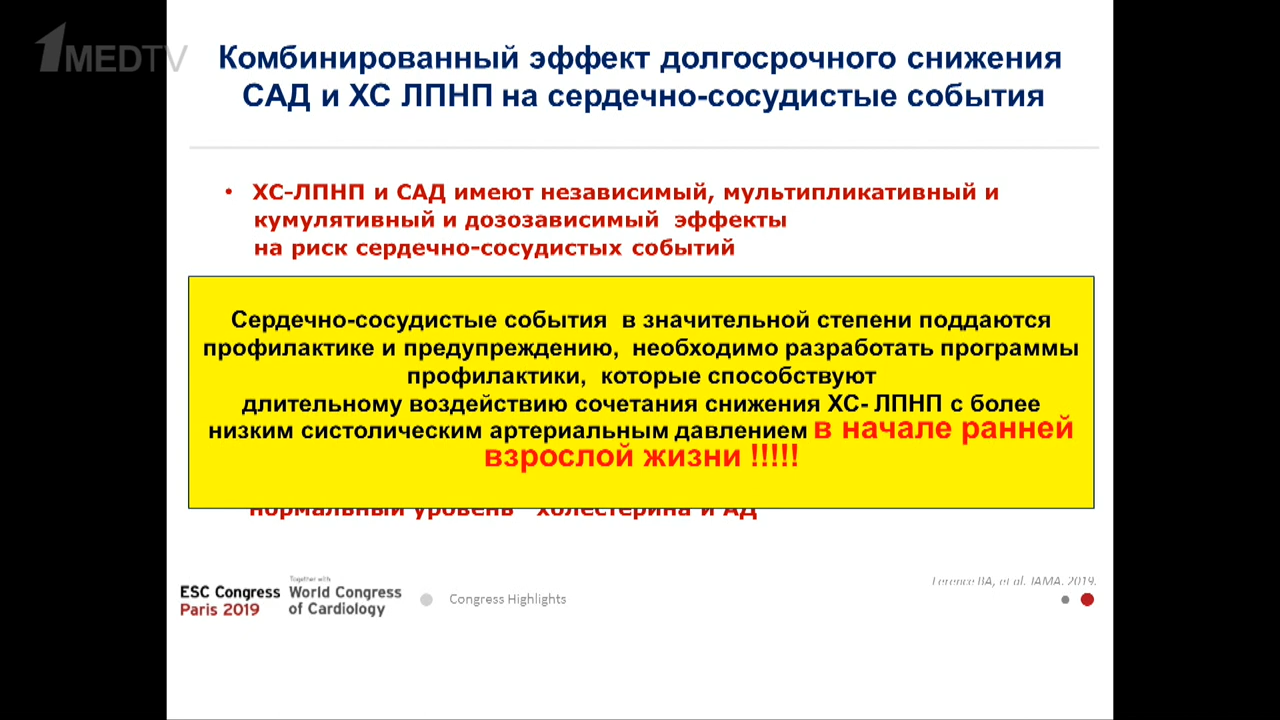 1MEDTV
Комбинированный эффект долгосрочного снижения
САД и ХС ЛПНП на сердечно-сосудистые события
• ХС-ЛПНП и САД имеют независимый, мультипликативный и
кумулятивный и дозозависимый эффекты
на риск сердечно-сосудистых событий
Сердечно-сосудистые события в значительной степени поддаются
профилактике и предупреждению, необходимо разработать программы
профилактики, которые способствуют
длительному воздействию сочетания снижения ХС- ЛПНП с более
низким систолическим артериальным давлением в начале ранней
взрослой жизни !!!!!
нормальный уровень холестерина и АД
Ference BA, et al. JAMA. 2019.
ESC Congress
Paris 2019
Together with
World Congress
of Cardiology
Congress Highlights